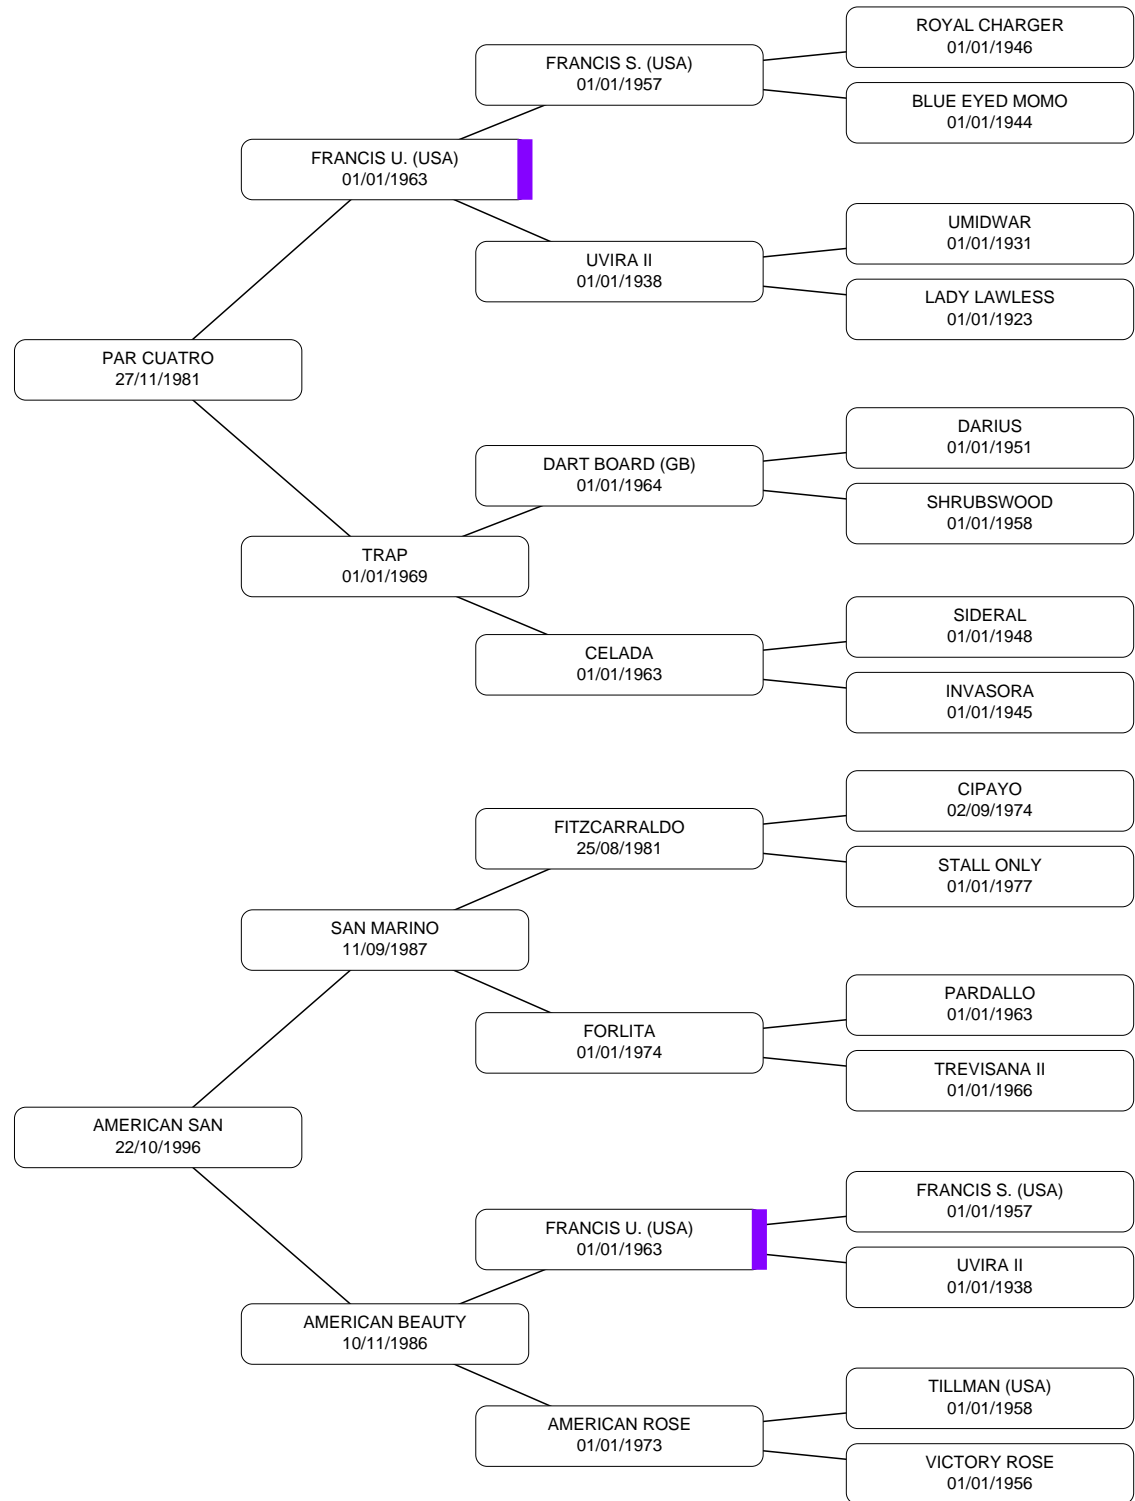 ROYAL CHARGER
01/01/1946
FRANCIS S. (USA)
01/01/1957
BLUE EYED MOMO
01/01/1944
FRANCIS U. (USA)
01/01/1963
UMIDWAR
01/01/1931
UVIRA II
01/01/1938
LADY LAWLESS
01/01/1923
PAR CUATRO
27/11/1981
DARIUS
01/01/1951
DART BOARD (GB)
01/01/1964
SHRUBSWOOD
01/01/1958
TRAP
01/01/1969
SIDERAL
01/01/1948
CELADA
01/01/1963
INVASORA
01/01/1945
CIPAYO
02/09/1974
FITZCARRALDO
25/08/1981
STALL ONLY
01/01/1977
SAN MARINO
11/09/1987
PARDALLO
01/01/1963
FORLITA
01/01/1974
TREVISANA II
01/01/1966
AMERICAN SAN
22/10/1996
FRANCIS S. (USA)
01/01/1957
FRANCIS U. (USA)
01/01/1963
UVIRA II
01/01/1938
AMERICAN BEAUTY
10/11/1986
TILLMAN (USA)
01/01/1958
AMERICAN ROSE
01/01/1973
VICTORY ROSE
01/01/1956